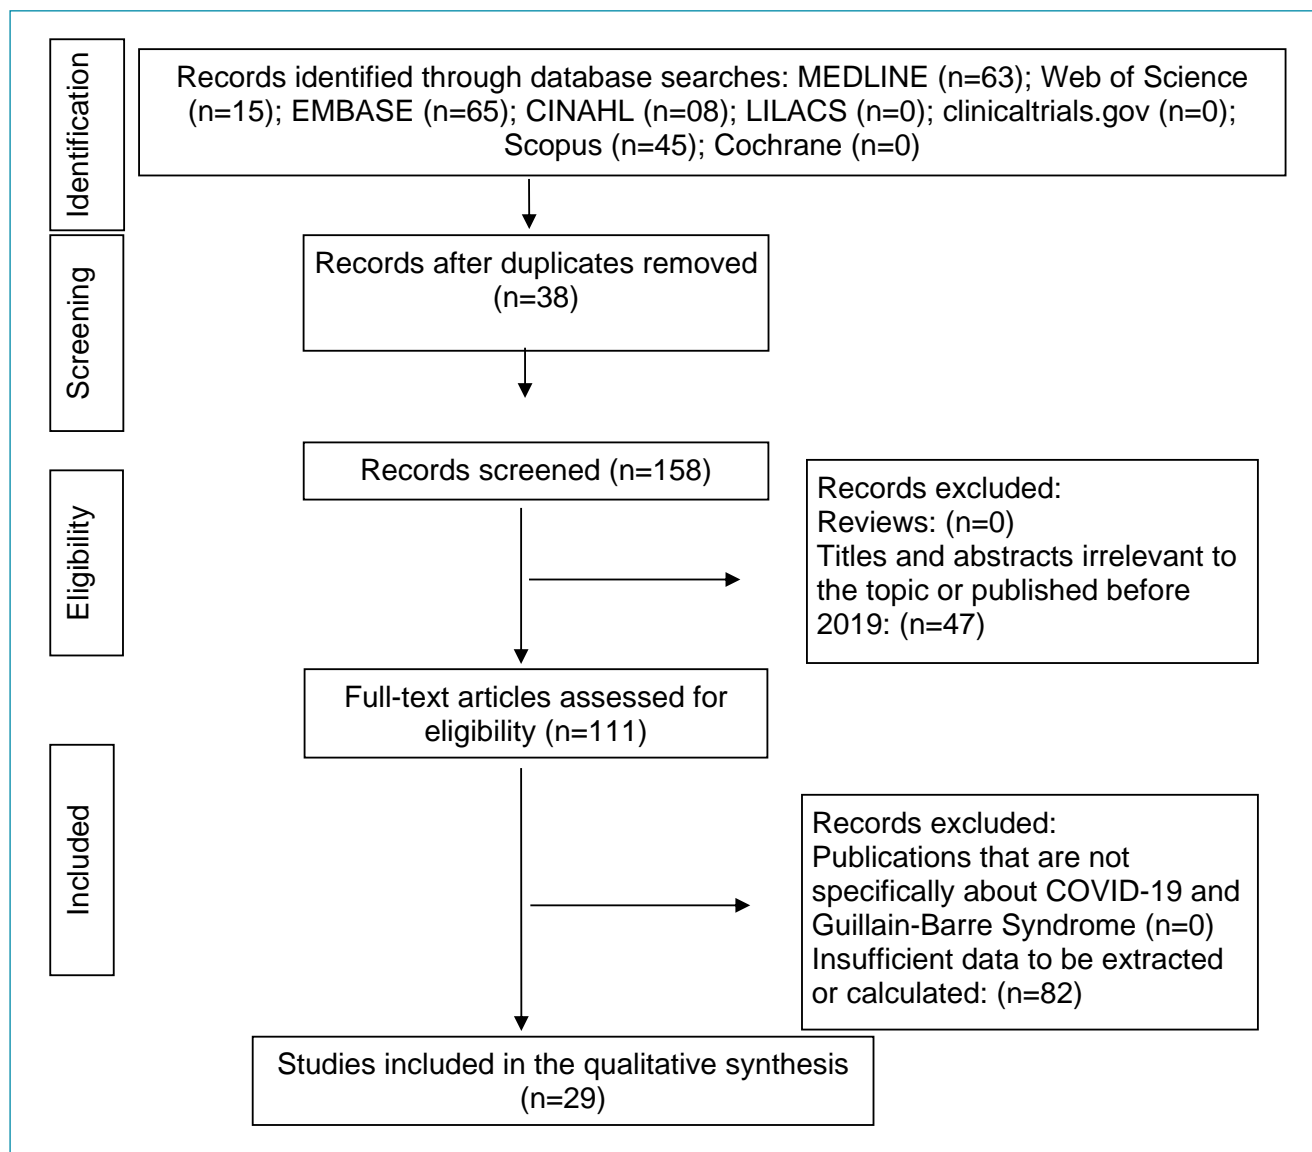 Identification
Records identified through database searches: MEDLINE (n=63); Web of Science
(n=15); EMBASE (n=65); CINAHL (n=08); LILACS (n=0); clinicaltrials.gov (n=0);
Scopus (n=45); Cochrane (n=0)
Screening
Records after duplicates removed
(n=38)
Records screened (n=158)
Eligibility
Records excluded:
Reviews: (n=0)
Titles and abstracts irrelevant to
the topic or published before
2019: (n=47)
Full-text articles assessed for
eligibility (n=111)
Included
Records excluded:
Publications that are not
specifically about COVID-19 and
Guillain-Barre Syndrome (n=0)
Insufficient data to be extracted
or calculated: (n=82)
Studies included in the qualitative synthesis
(n=29)